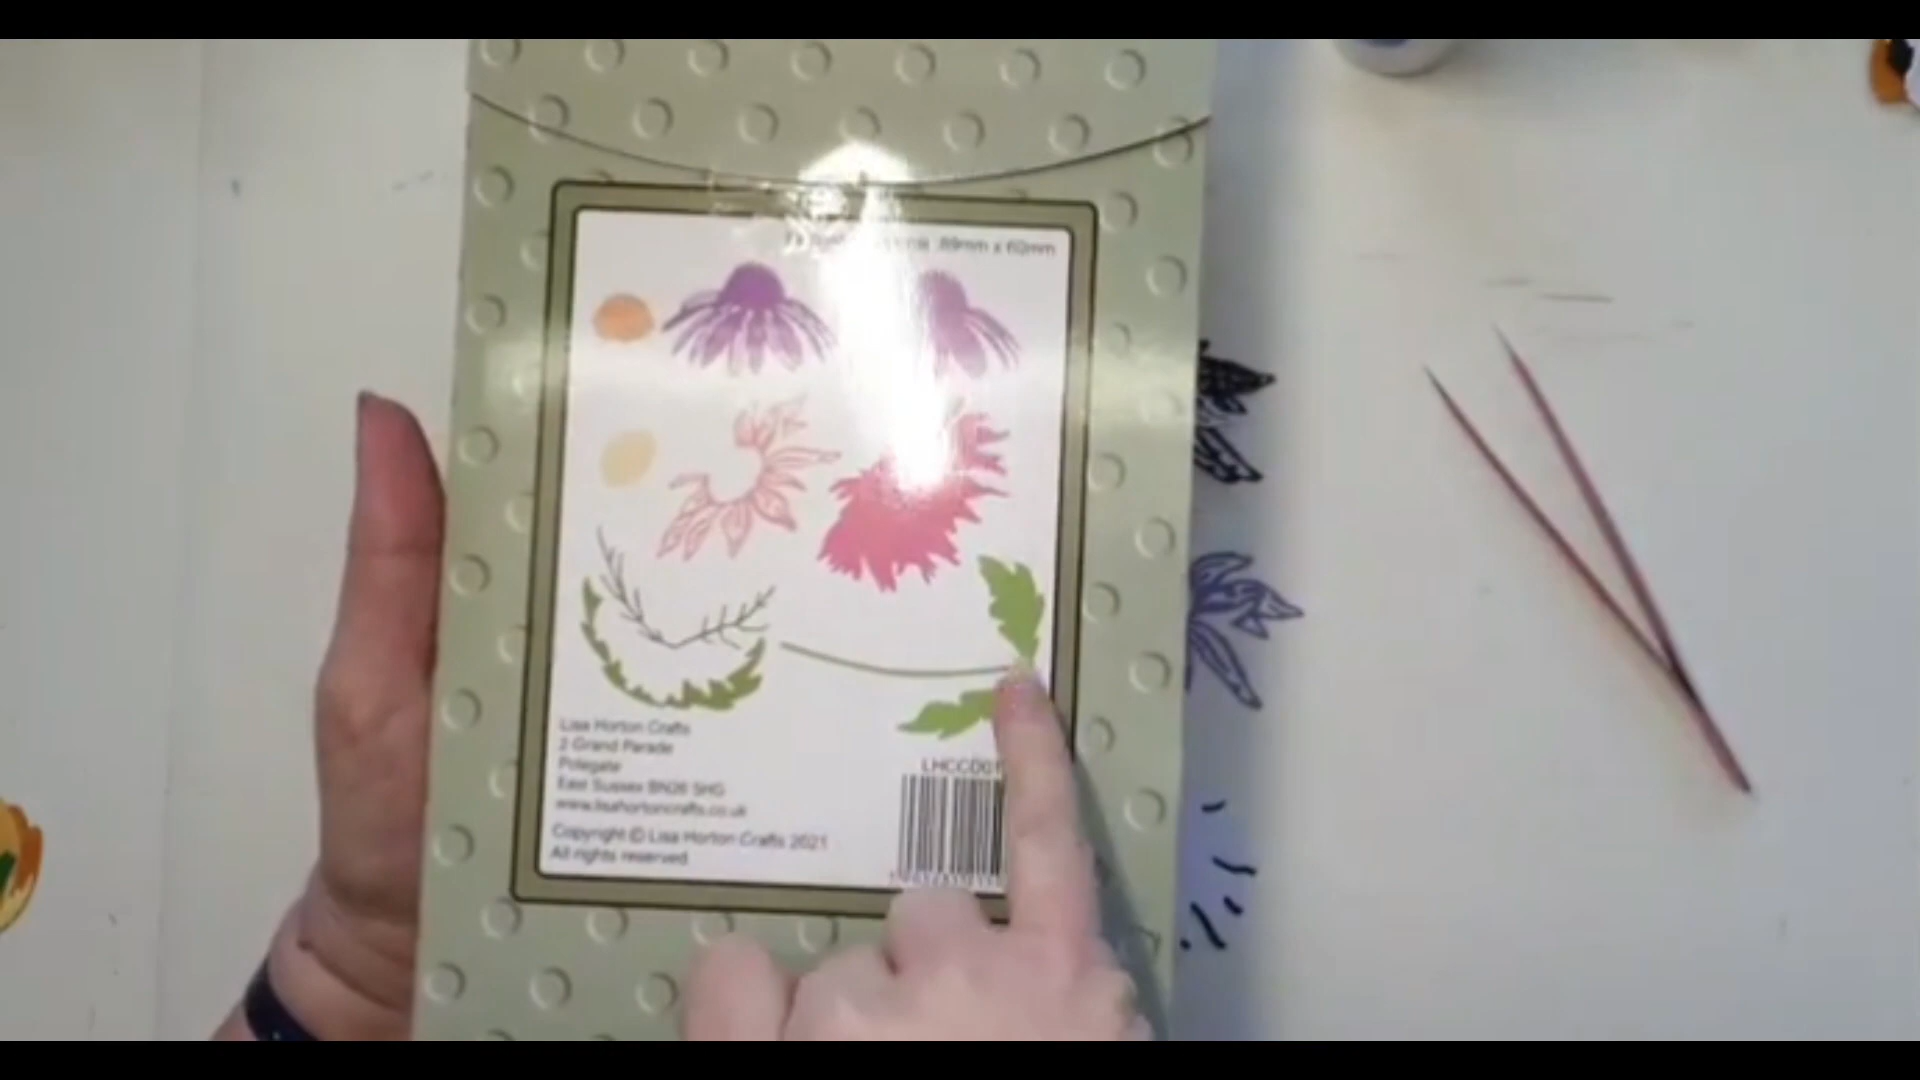 89mm x 60mm
Lisa Horton Crafts
2 Grand Parade
Polegate
East Sussex BN26 5HG
www.lisahortoncrafts.co.uk
Copyright © Lisa Horton Crafts 2021
All rights reserved